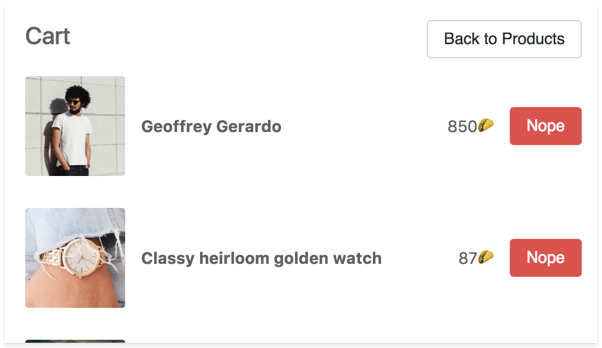 Cart
Back to Products
Geoffrey Gerardo
850🌮
Nope
Classy heirloom golden watch
87🌮
Nope